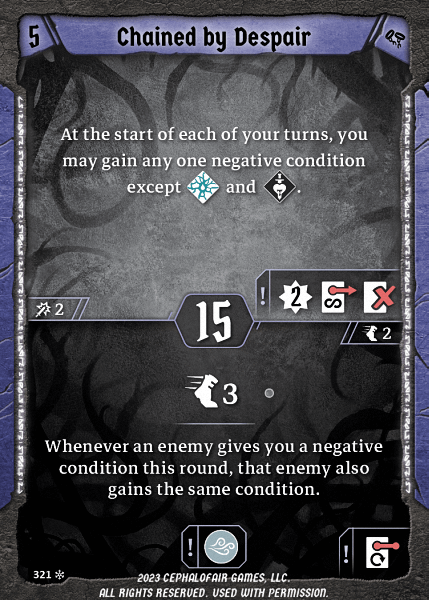 5 Chained by Despair
At the start of each of your turns, you
may gain any one negative condition
except and .
! 2
2
15
2
3
Whenever an enemy gives you a negative
condition this round, that enemy also
gains the same condition.
! !
321
2023 CEPHALOFAIR GAMES, LLC.
ALL RIGHTS RESERVED. USED WITH PERMISSION.